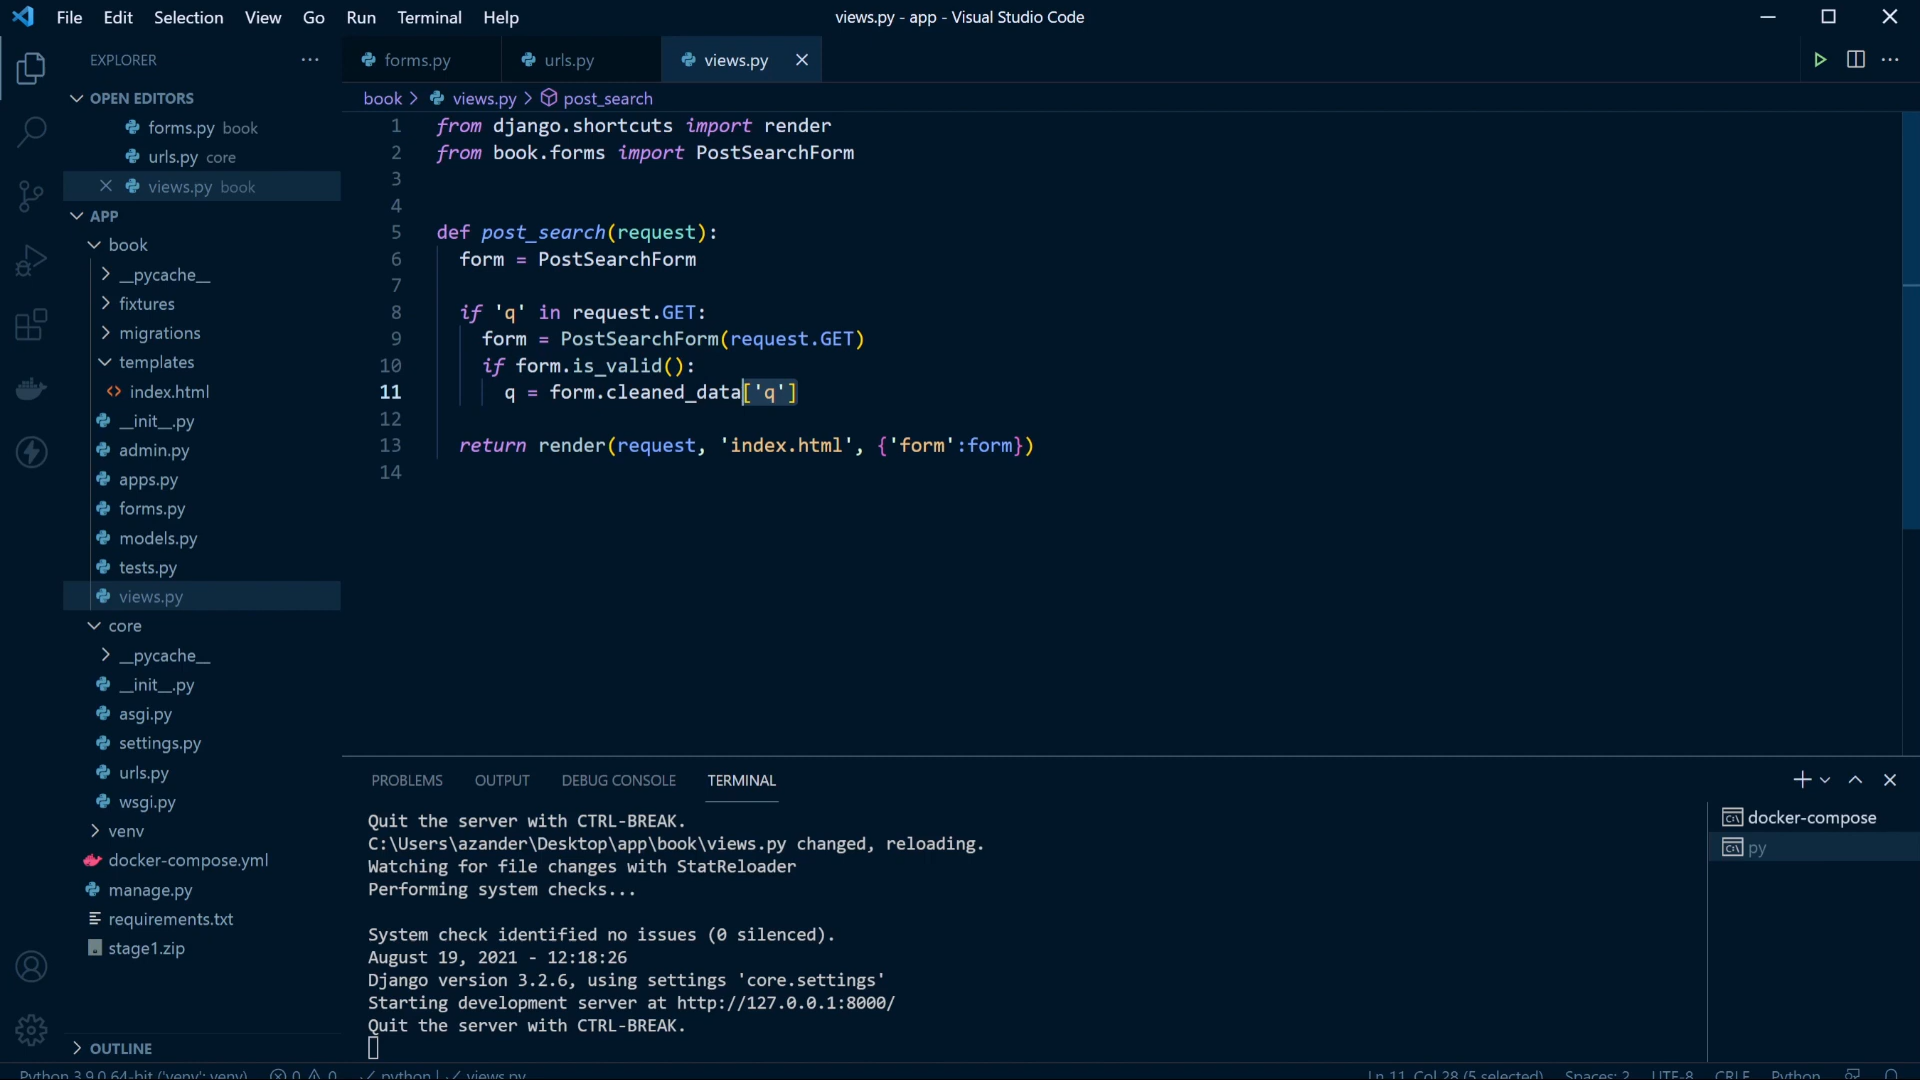 File Edit Selection View Go Run Terminal Help
views.py - app - Visual Studio Code
EXPLORER
OPEN EDITORS
forms.py book
urls.py core
views.py book
APP
book
__pycache__
fixtures
migrations
templates
index.html
__init__.py
admin.py
apps.py
forms.py
models.py
tests.py
views.py
core
__pycache__
__init__.py
asgi.py
settings.py
urls.py
wsgi.py
venv
docker-compose.yml
manage.py
requirements.txt
stage1.zip
OUTLINE
forms.py urls.py views.py
book > views.py > post_search
1 from django.shortcuts import render
2 from book.forms import PostSearchForm
3
4
5 def post_search(request):
6 form = PostSearchForm
7
8 if 'q' in request.GET:
9 form = PostSearchForm(request.GET)
10 if form.is_valid():
11 q = form.cleaned_data['q']
12
13 return render(request, 'index.html', {'form':form})
14
PROBLEMS OUTPUT DEBUG CONSOLE TERMINAL
Quit the server with CTRL-BREAK.
C:\Users\azander\Desktop\app\book\views.py changed, reloading.
Watching for file changes with StatReloader
Performing system checks...
System check identified no issues (0 silenced).
August 19, 2021 - 12:18:26
Django version 3.2.6, using settings 'core.settings'
Starting development server at http://127.0.0.1:8000/
Quit the server with CTRL-BREAK.
docker-compose
py
Python 3.9.0 64-bit ('venv': venv) 0 0 python | views.py
Ln 11, Col 28 (5 selected) Spaces: 2 UTF-8 CRLF Python